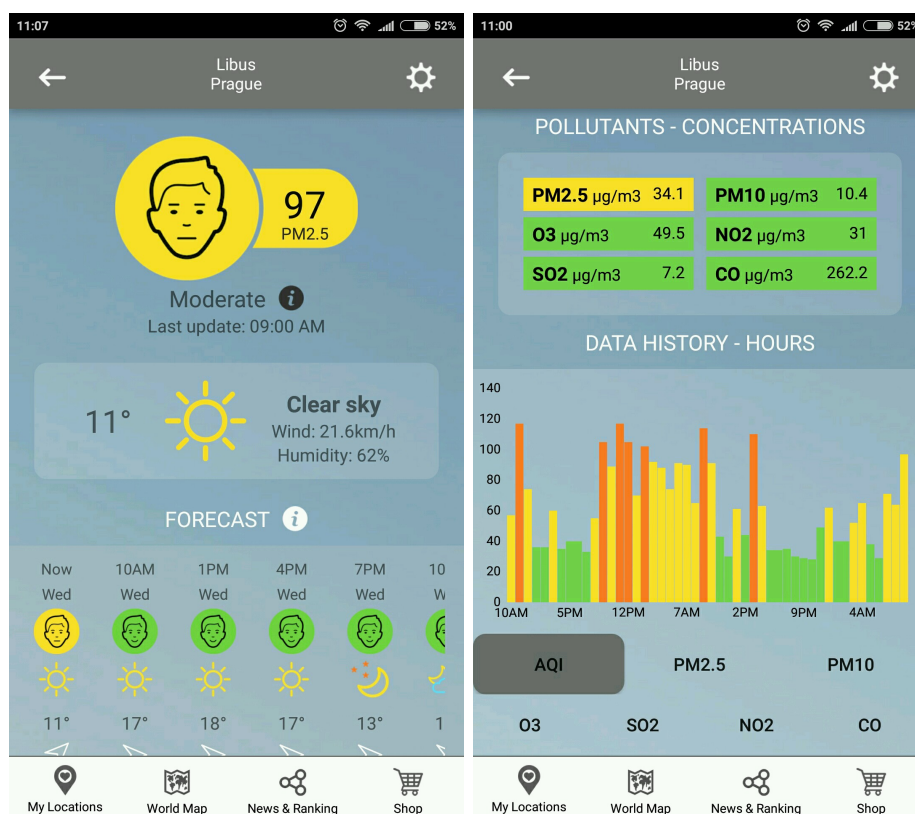 11:07
52%
Libus
Prague
97
PM2.5
Moderate i
Last update: 09:00 AM
11°
Clear sky
Wind: 21.6km/h
Humidity: 62%
FORECAST i
Now 10AM 1PM 4PM 7PM 10
Wed Wed Wed Wed Wed W
11° 17° 18° 17° 13° 1
My Locations World Map News & Ranking Shop
11:00
52%
Libus
Prague
POLLUTANTS - CONCENTRATIONS
PM2.5 µg/m3 34.1 PM10 µg/m3 10.4
O3 µg/m3 49.5 NO2 µg/m3 31
SO2 µg/m3 7.2 CO µg/m3 262.2
DATA HISTORY - HOURS
140
120
100
80
60
40
20
0
10AM 5PM 12PM 7AM 2PM 9PM 4AM
AQI PM2.5 PM10
O3 SO2 NO2 CO
My Locations World Map News & Ranking Shop